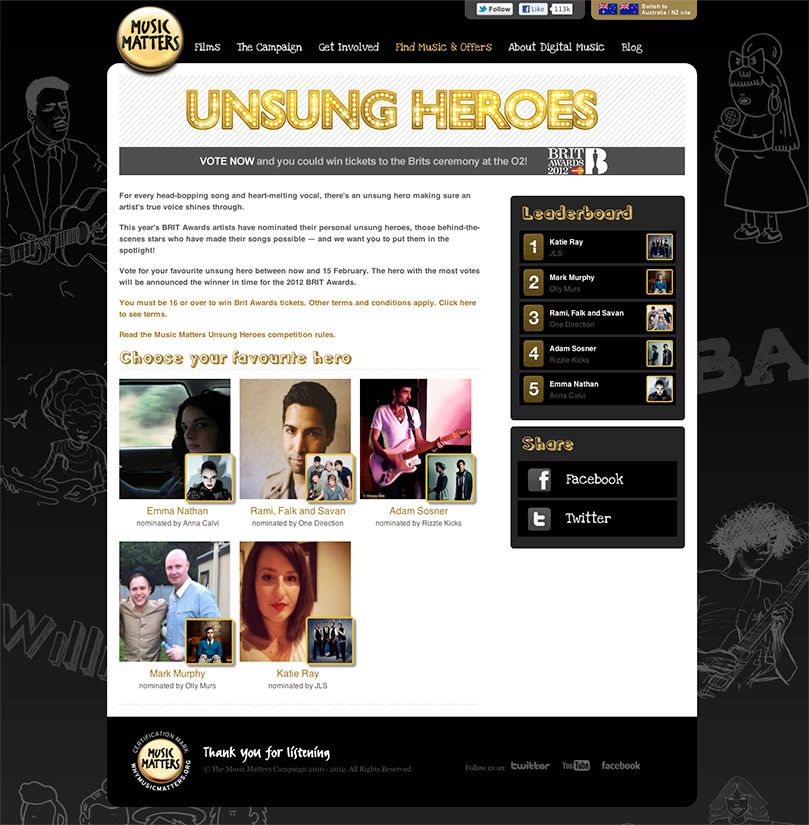 MUSIC
MATTERS
Follow
Like
113k
Switch to
Australia / NZ site
Films
The Campaign
Get Involved
Find Music & Offers
About Digital Music
Blog
UNSUNG HEROES
VOTE NOW and you could win tickets to the Brits ceremony at the O2!
BRIT
AWARDS
2012
For every head-bopping song and heart-melting vocal, there's an unsung hero making sure an
artist's true voice shines through.
This year's BRIT Awards artists have nominated their personal unsung heroes, those behind-the-
scenes stars who have made their songs possible — and we want you to put them in the
spotlight!
Vote for your favourite unsung hero between now and 15 February. The hero with the most votes
will be announced the winner in time for the 2012 BRIT Awards.
You must be 16 or over to win Brit Awards tickets. Other terms and conditions apply. Click here
to see terms.
Read the Music Matters Unsung Heroes competition rules.
Choose your favourite hero
Emma Nathan
nominated by Anna Calvi
Rami, Falk and Savan
nominated by One Direction
Adam Sosner
nominated by Rizzle Kicks
Mark Murphy
nominated by Olly Murs
Katie Ray
nominated by JLS
Leaderboard
1
Katie Ray
JLS
2
Mark Murphy
Olly Murs
3
Rami, Falk and Savan
One Direction
4
Adam Sosner
Rizzle Kicks
5
Emma Nathan
Anna Calvi
Share
Facebook
Twitter
BA
Willi
CERTIFICATION MARK
MUSIC
MATTERS
WHYMUSICMATTERS.ORG
Thank you for listening
© The Music Matters Campaign 2010 - 2012. All Rights Reserved
Follow us on:
twitter
YouTube
facebook